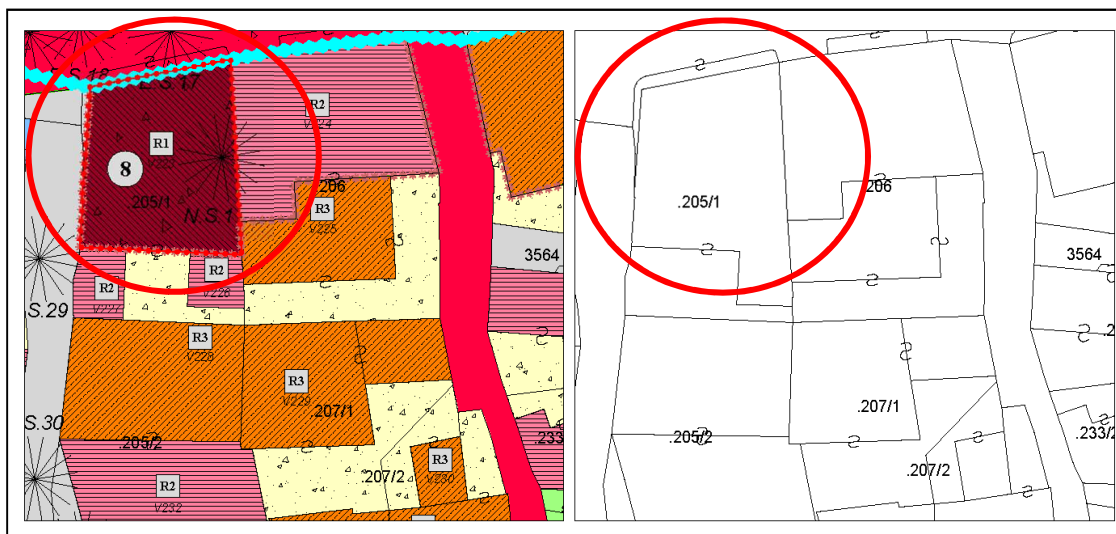 S.18
E.S.17
R2
V224
R1
8
.205/1
N.S.1
.206
R3
V225
R2
V226
R2
V227
3564
S.29
R3
V228
R3
V229
.207/1
S.30
.205/2
.233
R2
V232
.207/2
R3
V230
.205/1
.206
3564
.207/1
.205/2
.233/2
.207/2